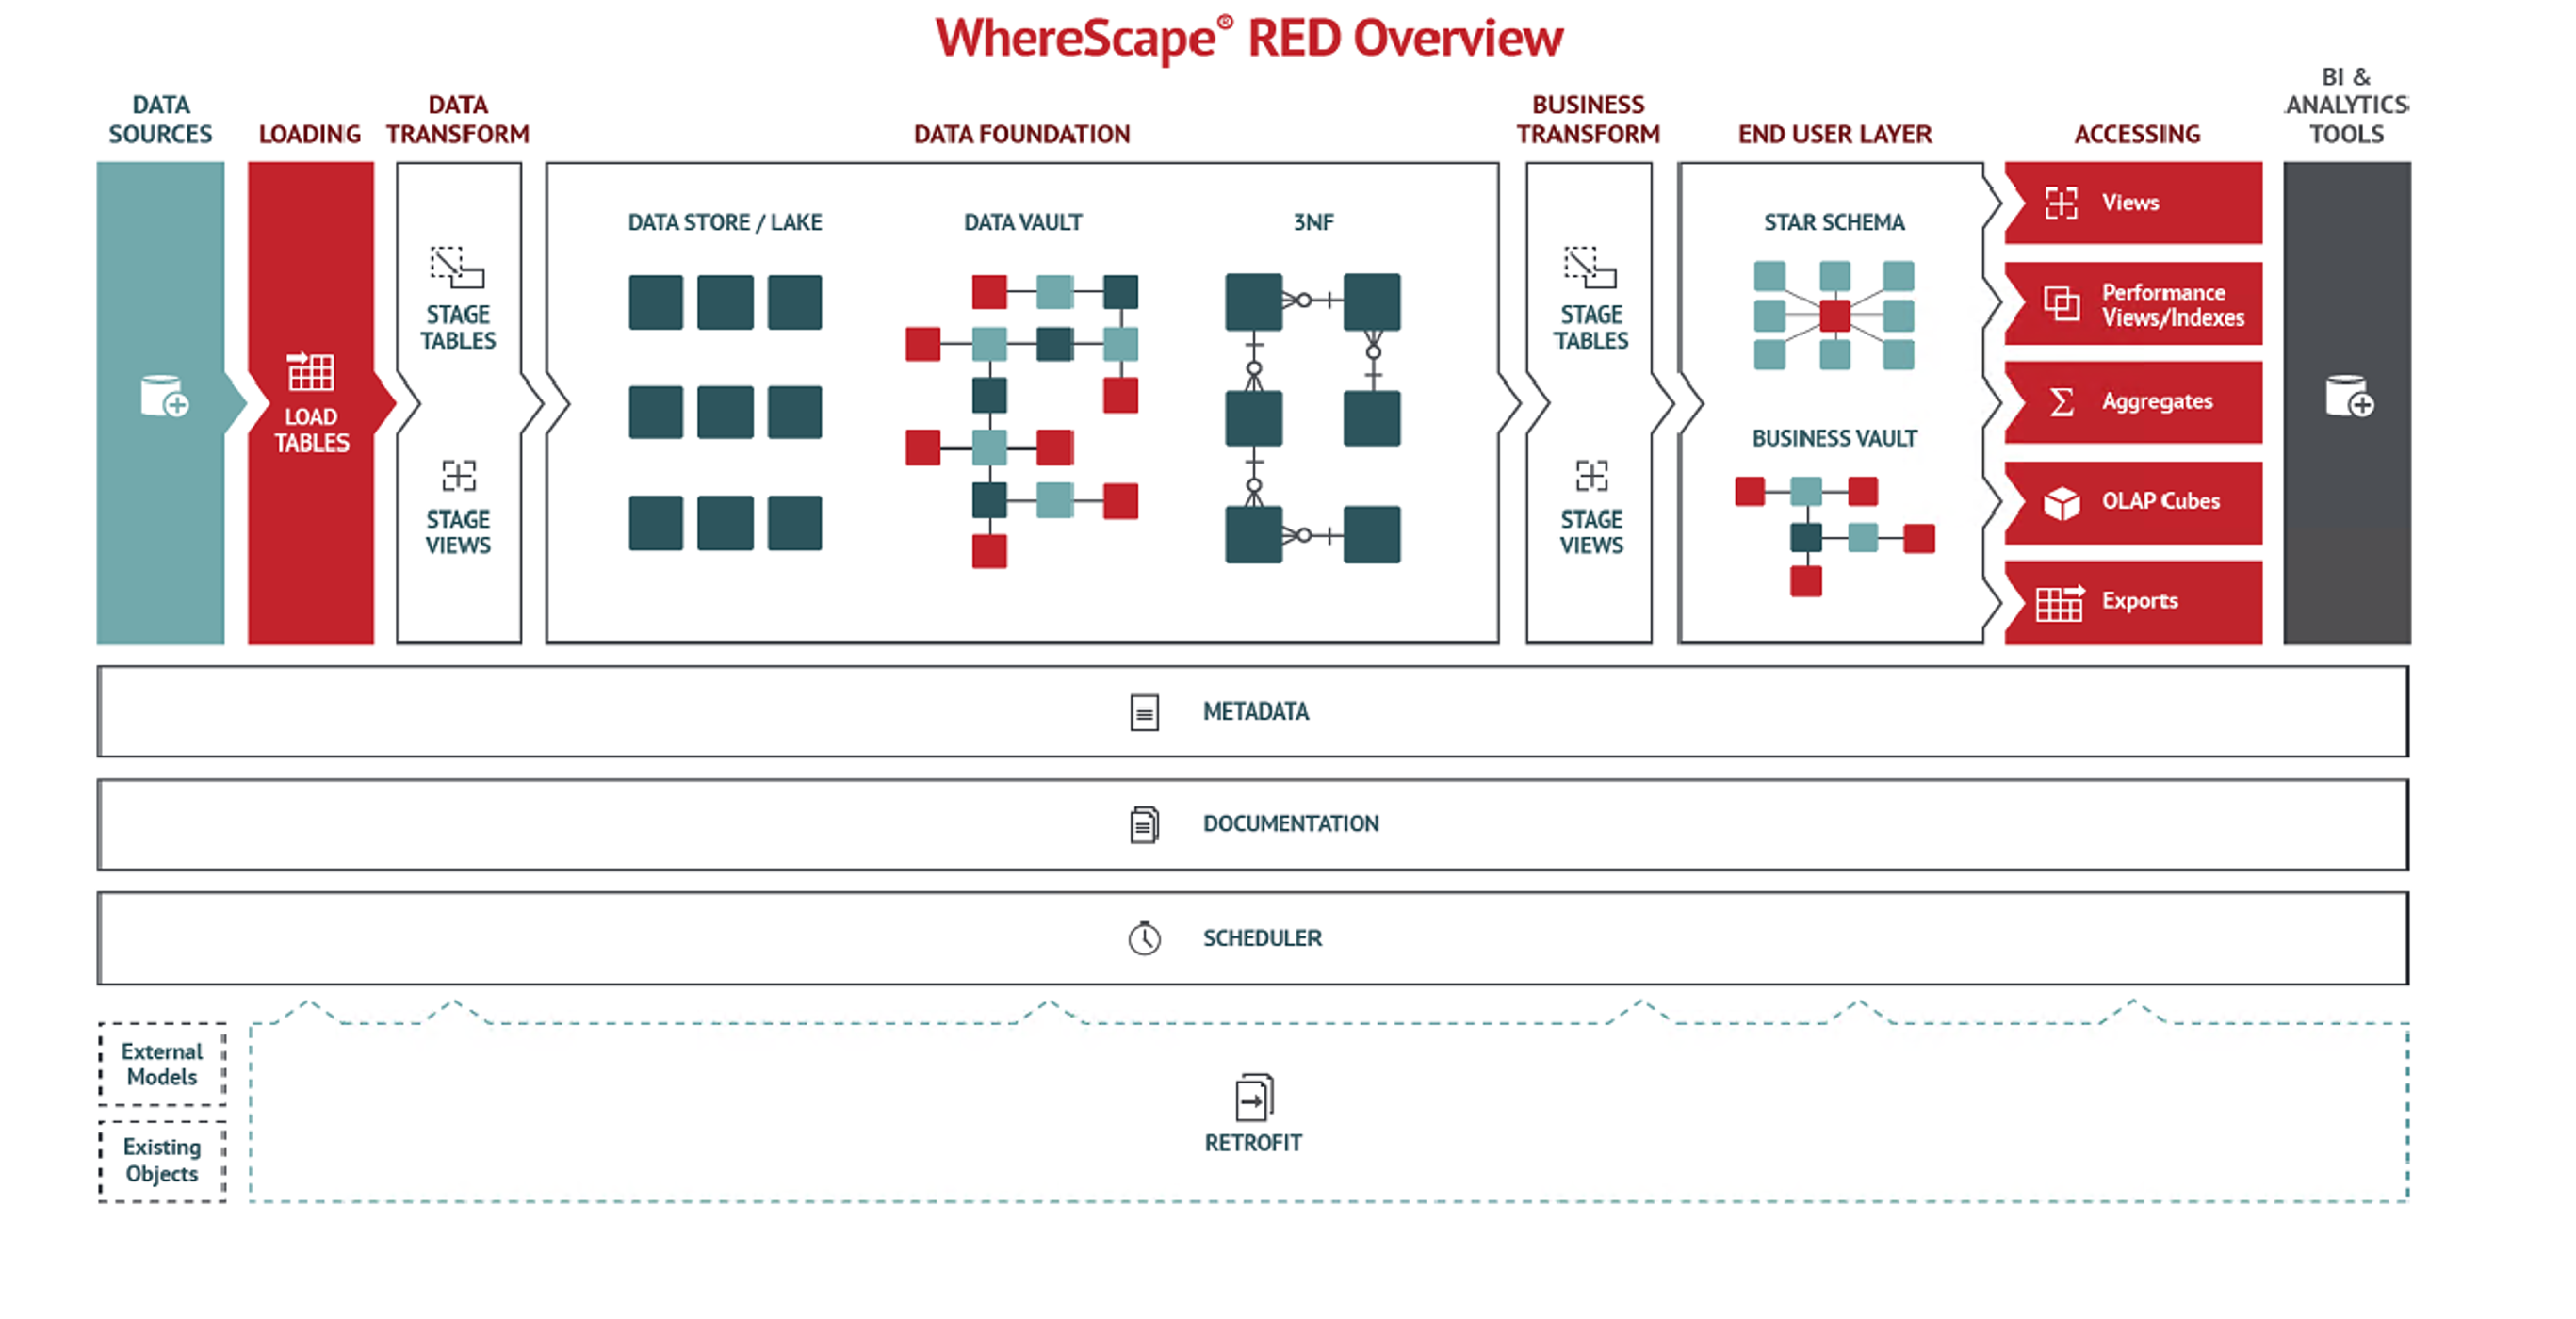 WhereScape® RED Overview
DATA
SOURCES
LOADING
DATA
TRANSFORM
DATA FOUNDATION
BUSINESS
TRANSFORM
END USER LAYER
ACCESSING
BI &
ANALYTICS
TOOLS
LOAD
TABLES
STAGE
TABLES
STAGE
VIEWS
DATA STORE / LAKE
DATA VAULT
3NF
STAGE
TABLES
STAGE
VIEWS
STAR SCHEMA
BUSINESS VAULT
Views
Performance
Views/Indexes
Aggregates
OLAP Cubes
Exports
METADATA
DOCUMENTATION
SCHEDULER
External
Models
Existing
Objects
RETROFIT